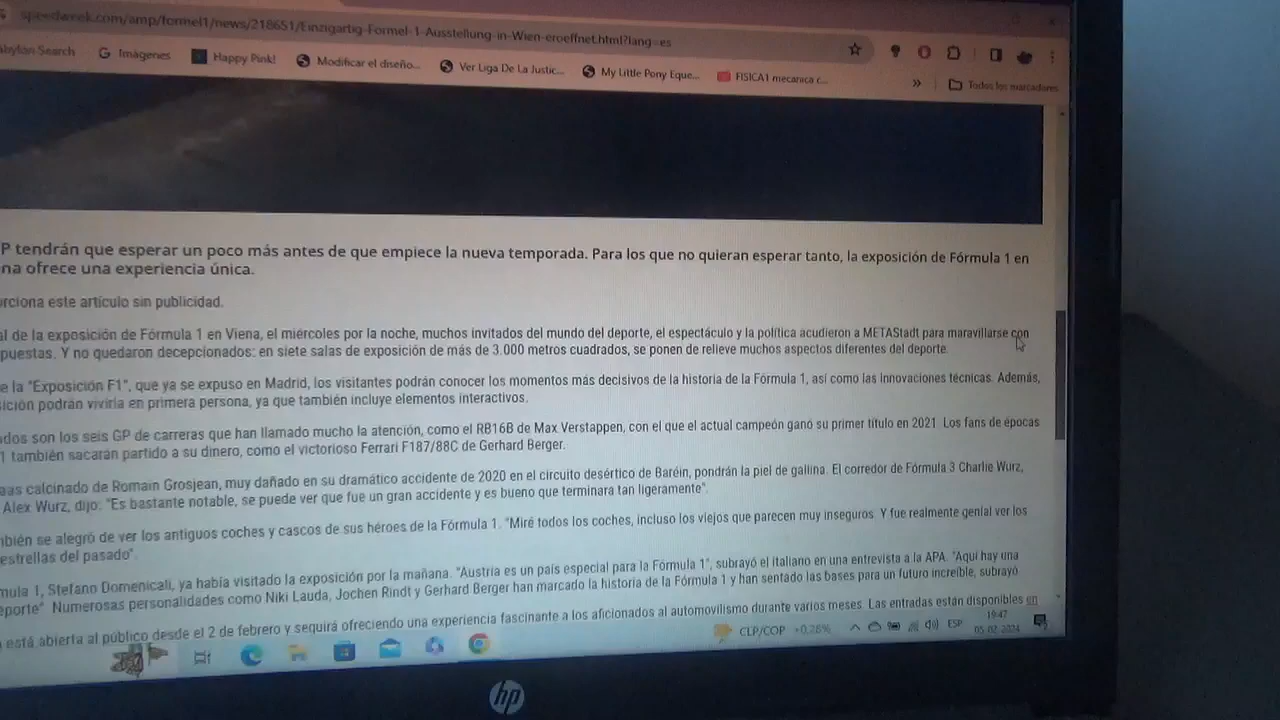 speedweek.com/amp/formel1/news/218651/Einzigartig-Formel-1-Ausstellung-in-Wien-eroeffnet.html?lang=es
abylon Search G Imágenes Happy Pink! Modificar el diseño... Ver Liga De La Justic... My Little Pony Eque... FISICA1 mecanica c... » Todos los marcadores
P tendrán que esperar un poco más antes de que empiece la nueva temporada. Para los que no quieran esperar tanto, la exposición de Fórmula 1 en
na ofrece una experiencia única.
rciona este artículo sin publicidad.
al de la exposición de Fórmula 1 en Viena, el miércoles por la noche, muchos invitados del mundo del deporte, el espectáculo y la política acudieron a METAStadt para maravillarse con
puestas. Y no quedaron decepcionados: en siete salas de exposición de más de 3.000 metros cuadrados, se ponen de relieve muchos aspectos diferentes del deporte.
e la "Exposición F1", que ya se expuso en Madrid, los visitantes podrán conocer los momentos más decisivos de la historia de la Fórmula 1, así como las innovaciones técnicas. Además,
sición podrán vivirla en primera persona, ya que también incluye elementos interactivos.
ados son los seis GP de carreras que han llamado mucho la atención, como el RB16B de Max Verstappen, con el que el actual campeón ganó su primer título en 2021. Los fans de épocas
1 también sacarán partido a su dinero, como el victorioso Ferrari F187/88C de Gerhard Berger.
aas calcinado de Romain Grosjean, muy dañado en su dramático accidente de 2020 en el circuito desértico de Baréin, pondrán la piel de gallina. El corredor de Fórmula 3 Charlie Wurz,
Alex Wurz, dijo: "Es bastante notable, se puede ver que fue un gran accidente y es bueno que terminara tan ligeramente".
mbién se alegró de ver los antiguos coches y cascos de sus héroes de la Fórmula 1. "Miré todos los coches, incluso los viejos que parecen muy inseguros. Y fue realmente genial ver los
estrellas del pasado".
mula 1, Stefano Domenicali, ya había visitado la exposición por la mañana. "Austria es un país especial para la Fórmula 1", subrayó el italiano en una entrevista a la APA. "Aquí hay una
eporte" Numerosas personalidades como Niki Lauda, Jochen Rindt y Gerhard Berger han marcado la historia de la Fórmula 1 y han sentado las bases para un futuro increíble, subrayó
está abierta al público desde el 2 de febrero y seguirá ofreciendo una experiencia fascinante a los aficionados al automovilismo durante varios meses. Las entradas están disponibles en
CLP/COP +0,28% ESP 19:47
05-02-2024
hp